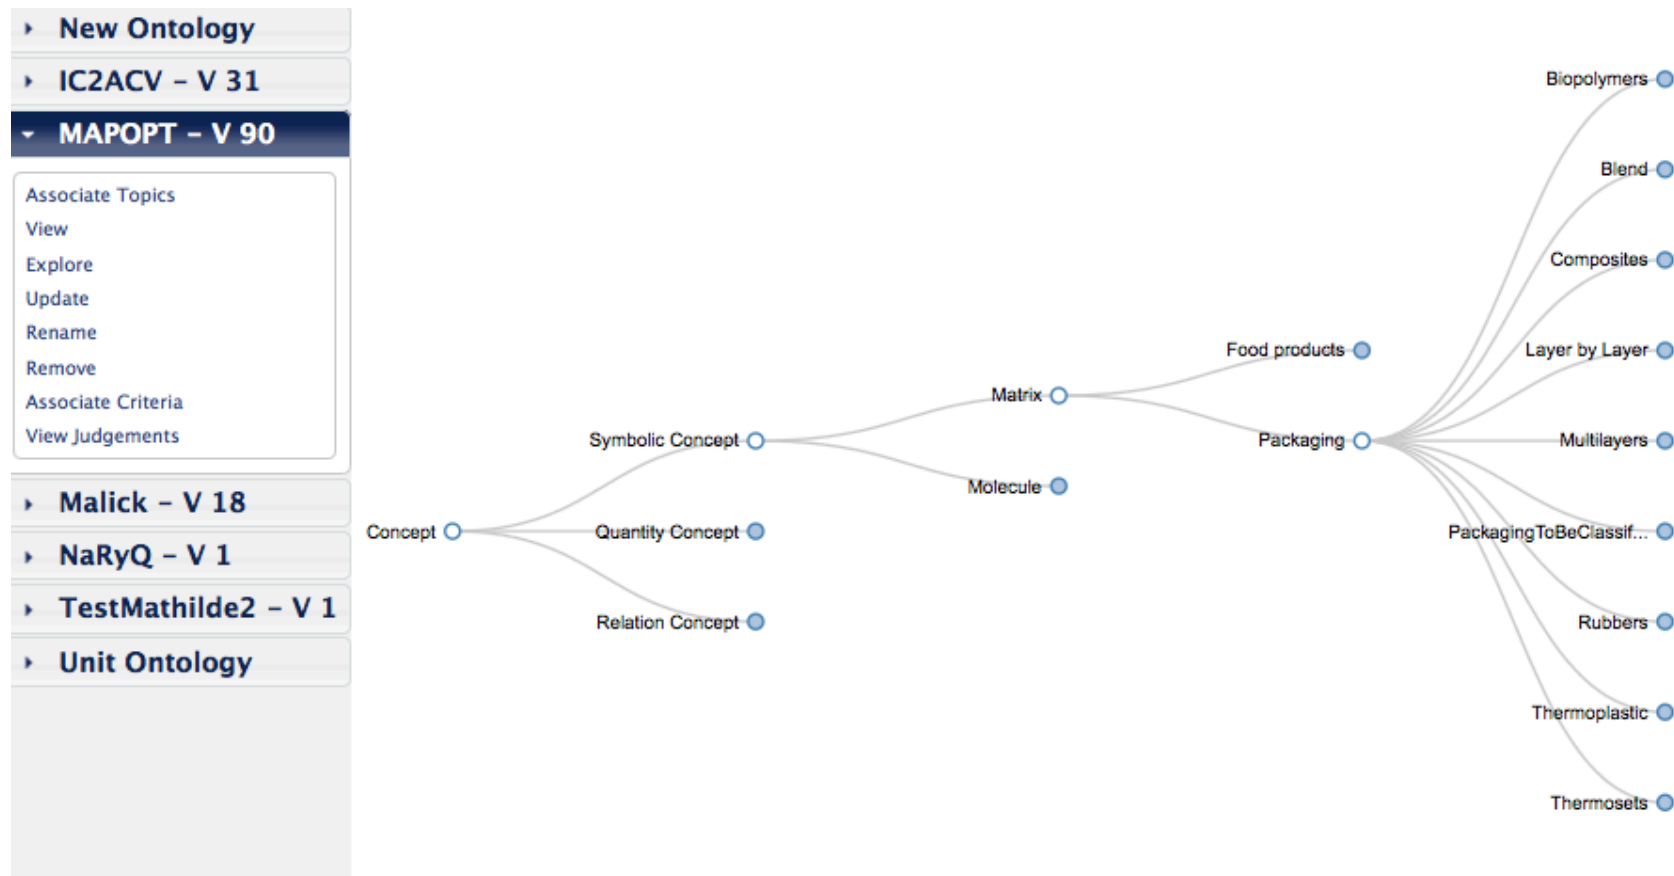 New Ontology
IC2ACV – V 31
MAPOPT – V 90
Associate Topics
View
Explore
Update
Rename
Remove
Associate Criteria
View Judgements
Malick – V 18
NaRyQ – V 1
TestMathilde2 – V 1
Unit Ontology
Concept
Symbolic Concept
Quantity Concept
Relation Concept
Matrix
Molecule
Food products
Packaging
Biopolymers
Blend
Composites
Layer by Layer
Multilayers
PackagingToBeClassif...
Rubbers
Thermoplastic
Thermosets